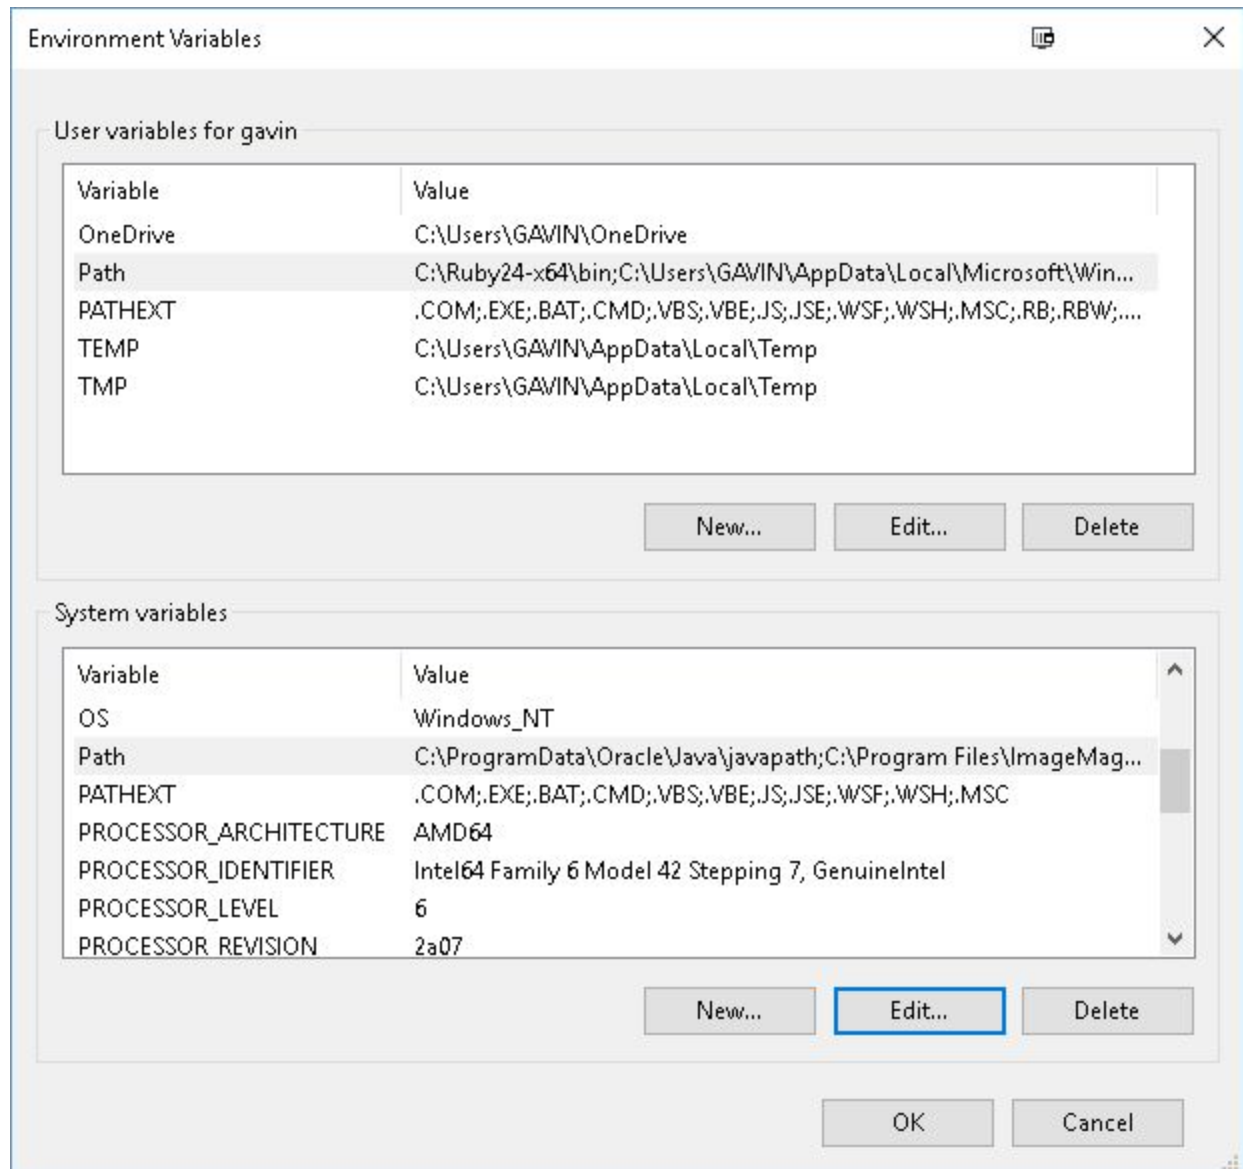 Environment Variables
User variables for gavin
Variable Value
OneDrive C:\Users\GAVIN\OneDrive
Path C:\Ruby24-x64\bin;C:\Users\GAVIN\AppData\Local\Microsoft\Win...
PATHEXT .COM;.EXE;.BAT;.CMD;.VBS;.VBE;.JS;.JSE;.WSF;.WSH;.MSC;.RB;.RBW;....
TEMP C:\Users\GAVIN\AppData\Local\Temp
TMP C:\Users\GAVIN\AppData\Local\Temp
New... Edit... Delete
System variables
Variable Value
OS Windows_NT
Path C:\ProgramData\Oracle\Java\javapath;C:\Program Files\ImageMag...
PATHEXT .COM;.EXE;.BAT;.CMD;.VBS;.VBE;.JS;.JSE;.WSF;.WSH;.MSC
PROCESSOR_ARCHITECTURE AMD64
PROCESSOR_IDENTIFIER Intel64 Family 6 Model 42 Stepping 7, GenuineIntel
PROCESSOR_LEVEL 6
PROCESSOR_REVISION 2a07
New... Edit... Delete
OK Cancel